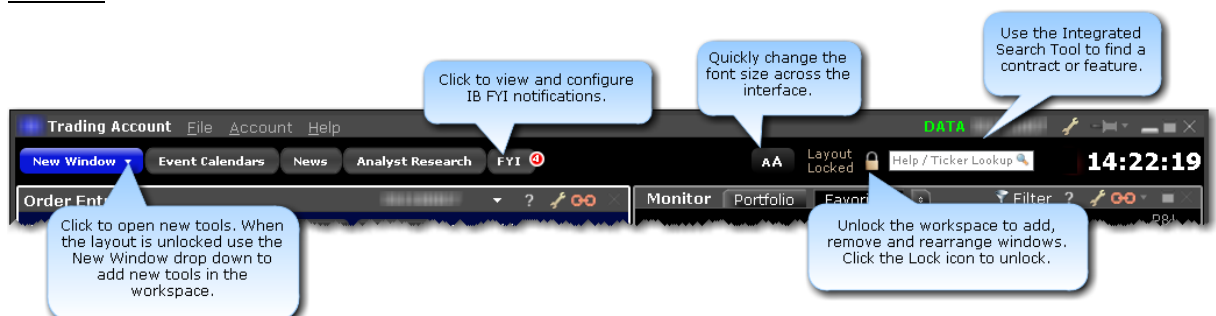 Use the Integrated
Search Tool to find a
contract or feature.
Quickly change the
font size across the
interface.
Click to view and configure
IB FYI notifications.
Trading Account File Account Help DATA
New Window Event Calendars News Analyst Research FYI 4 AA Layout Locked Help / Ticker Lookup 14:22:19
Order Ent ? Monitor Portfolio Favori Filter ?
Click to open new tools. When
the layout is unlocked use the
New Window drop down to
add new tools in the
workspace.
Unlock the workspace to add,
remove and rearrange windows.
Click the Lock icon to unlock.